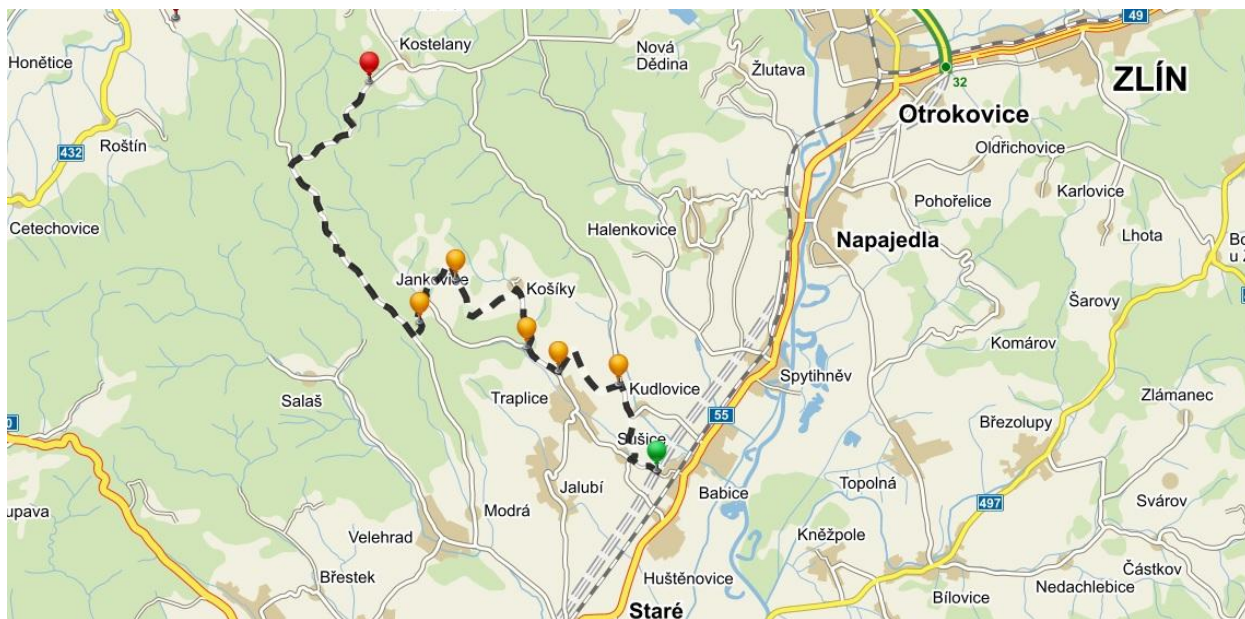 49
Kostelany
Nová
Dědina
Honětice
Žlutava
ZLÍN
32
Otrokovice
Roštín
432
Oldřichovice
Karlovice
Pohořelice
Cetechovice
Halenkovice
Napajedla
Lhota
Jankovice
Košíky
Šarovy
Komárov
Spytihněv
Kudlovice
Traplice
Salaš
Zlámanec
55
Březolupy
Sušice
Topolná
Jalubí
Babice
Svárov
497
Modrá
upava
Velehrad
Kněžpole
Částkov
Břestek
Huštěnovice
Nedachlebice
Bílovice
Staré